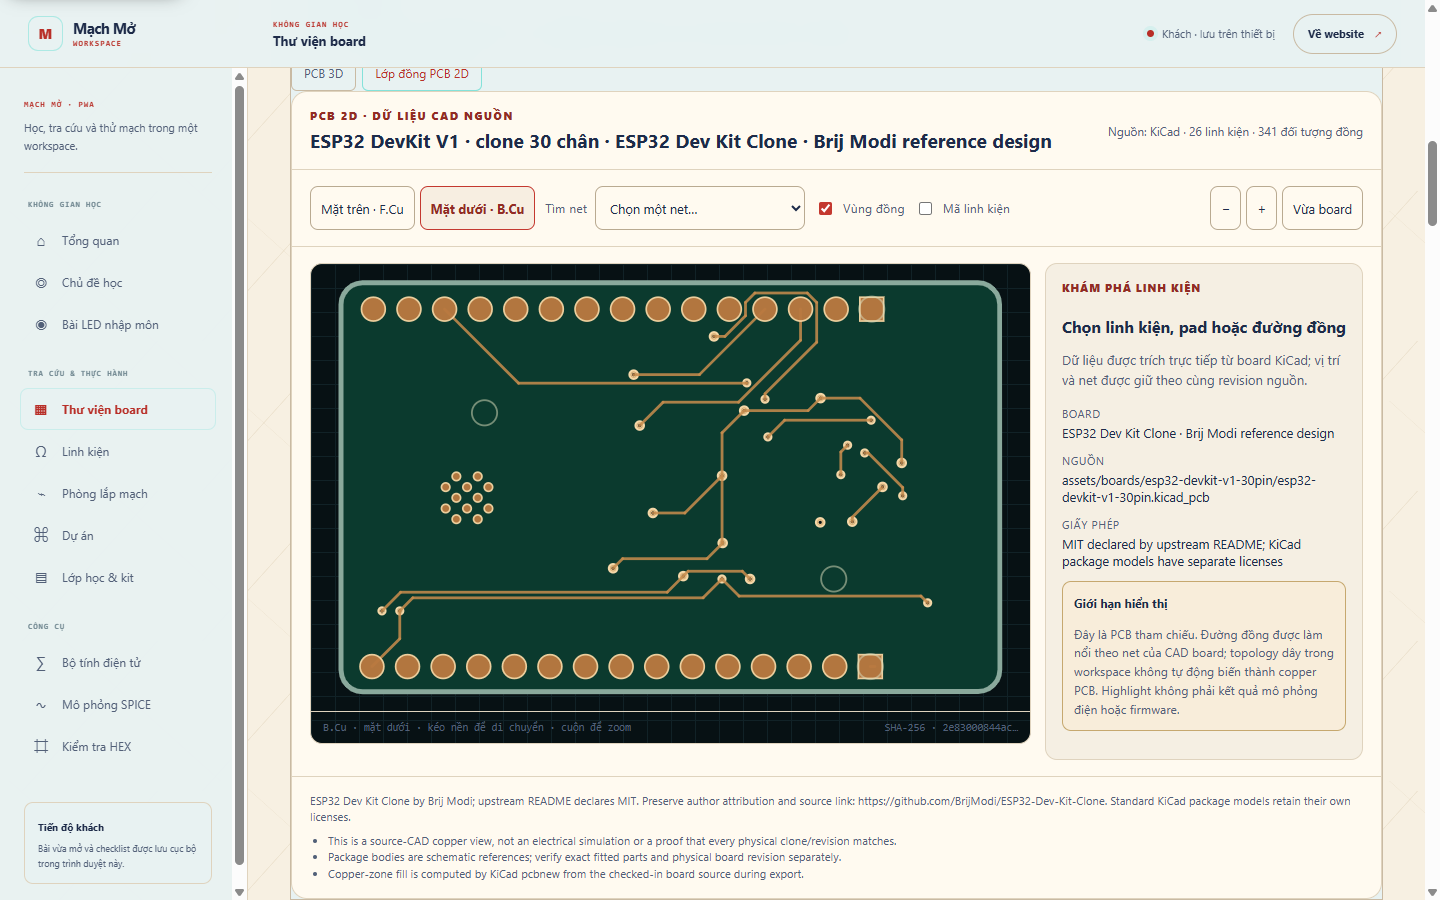 M
Mạch Mở
WORKSPACE
KHÔNG GIAN HỌC
Thư viện board
Khách · lưu trên thiết bị
Về website ↗
MẠCH MỞ · PWA
Học, tra cứu và thử mạch trong một
workspace.
KHÔNG GIAN HỌC
Tổng quan
Chủ đề học
Bài LED nhập môn
TRA CỨU & THỰC HÀNH
Thư viện board
Linh kiện
Phòng lắp mạch
Dự án
Lớp học & kit
CÔNG CỤ
Bộ tính điện tử
Mô phỏng SPICE
Kiểm tra HEX
Tiến độ khách
Bài vừa mở và checklist được lưu cục bộ
trong trình duyệt này.
PCB 3D
Lớp đồng PCB 2D
PCB 2D · DỮ LIỆU CAD NGUỒN
ESP32 DevKit V1 · clone 30 chân · ESP32 Dev Kit Clone · Brij Modi reference design
Nguồn: KiCad · 26 linh kiện · 341 đối tượng đồng
Mặt trên · F.Cu
Mặt dưới · B.Cu
Tìm net
Chọn một net...
Vùng đồng
Mã linh kiện
−
+
Vừa board
B.Cu · mặt dưới · kéo nền để di chuyển · cuộn để zoom
SHA-256 · 2e83000844ac…
KHÁM PHÁ LINH KIỆN
Chọn linh kiện, pad hoặc đường đồng
Dữ liệu được trích trực tiếp từ board KiCad; vị trí
và net được giữ theo cùng revision nguồn.
BOARD
ESP32 Dev Kit Clone · Brij Modi reference design
NGUỒN
assets/boards/esp32-devkit-v1-30pin/esp32-
devkit-v1-30pin.kicad_pcb
GIẤY PHÉP
MIT declared by upstream README; KiCad
package models have separate licenses
Giới hạn hiển thị
Đây là PCB tham chiếu. Đường đồng được làm
nổi theo net của CAD board; topology dây trong
workspace không tự động biến thành copper
PCB. Highlight không phải kết quả mô phỏng
điện hoặc firmware.
ESP32 Dev Kit Clone by Brij Modi; upstream README declares MIT. Preserve author attribution and source link: https://github.com/BrijModi/ESP32-Dev-Kit-Clone. Standard KiCad package models retain their own
licenses.
• This is a source-CAD copper view, not an electrical simulation or a proof that every physical clone/revision matches.
• Package bodies are schematic references; verify exact fitted parts and physical board revision separately.
• Copper-zone fill is computed by KiCad pcbnew from the checked-in board source during export.